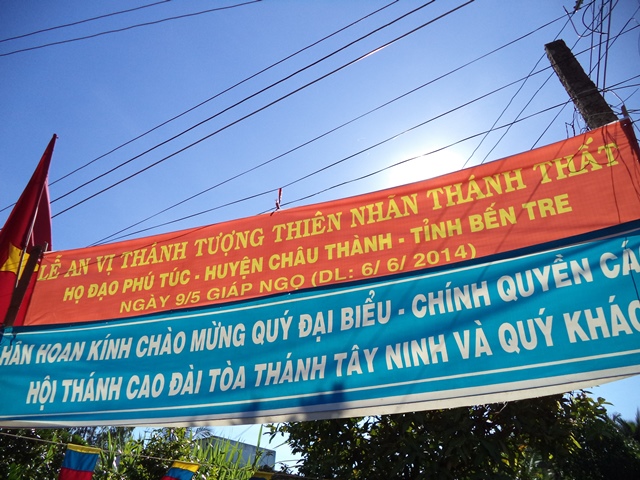 LỄ AN VỊ THÁNH TƯỢNG THIÊN NHÃN THÁNH THẤT
HỌ ĐẠO PHÚ TÚC - HUYỆN CHÂU THÀNH - TỈNH BẾN TRE
NGÀY 9/5 GIÁP NGỌ (DL: 6/ 6/ 2014)
HÂN HOAN KÍNH CHÀO MỪNG QUÝ ĐẠI BIỂU - CHÍNH QUYỀN CÁ
HỘI THÁNH CAO ĐÀI TÒA THÁNH TÂY NINH VÀ QUÝ KHÁC